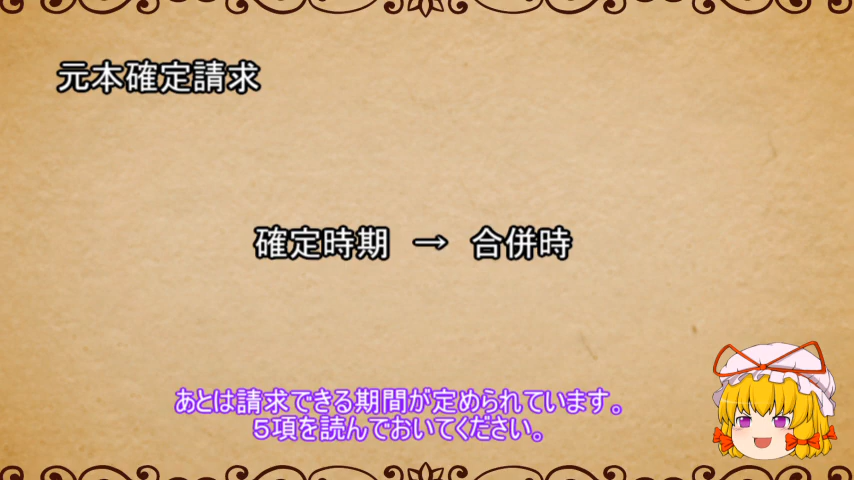 元本確定請求
確定時期 → 合併時
あとは請求できる期間が定められています。
５項を読んでおいてください。